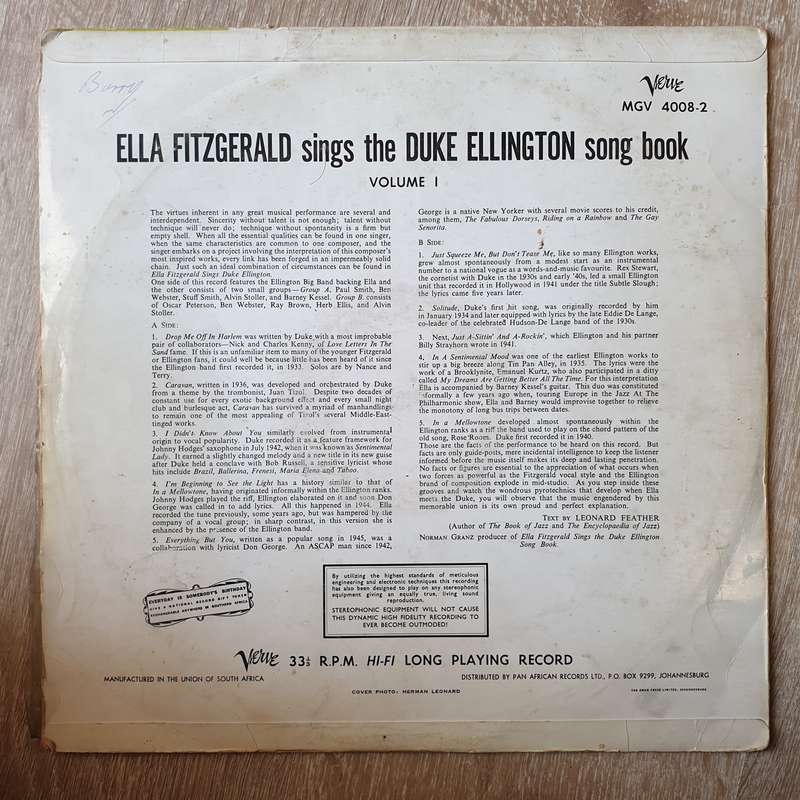 Barry
Verve
MGV 4008-2
ELLA FITZGERALD sings the DUKE ELLINGTON song book
VOLUME I
The virtues inherent in any great musical performance are several and
interdependent. Sincerity without talent is not enough; talent without
technique will never do; technique without spontaneity is a firm but
empty shell. When all the essential qualities can be found in one singer,
when the same characteristics are common to one composer, and the
singer embarks on a project involving the interpretation of this composer's
most inspired works, every link has been forged in an impermeably solid
chain. Just such an ideal combination of circumstances can be found in
Ella Fitzgerald Sings Duke Ellington.
One side of this record features the Ellington Big Band backing Ella and
the other consists of two small groups—Group A, Paul Smith, Ben
Webster, Stuff Smith, Alvin Stoller, and Barney Kessel. Group B. consists
of Oscar Peterson, Ben Webster, Ray Brown, Herb Ellis, and Alvin
Stoller.
A SIDE:
1. Drop Me Off In Harlem was written by Duke with a most improbable
pair of collaborators—Nick and Charles Kenny, of Love Letters In The
Sand fame. If this is an unfamiliar item to many of the younger Fitzgerald
or Ellington fans, it could well be because little has been heard of it since
the Ellington band first recorded it, in 1933. Solos are by Nance and
Terry.
2. Caravan, written in 1936, was developed and orchestrated by Duke
from a theme by the trombonist, Juan Tizol. Despite two decades of
constant use for every exotic background effect and every small night
club and burlesque act, Caravan has survived a myriad of manhandlings
to remain one of the most appealing of Tizol's several Middle-East-
tinged works.
3. I Didn't Know About You similarly evolved from instrumental
origin to vocal popularity. Duke recorded it as a feature framework for
Johnny Hodges' saxophone in July 1942, when it was known as Sentimental
Lady. It earned a slightly changed melody and a new title in its new guise
after Duke held a conclave with Bob Russell, a sensitive lyricist whose
hits include Brazil, Ballerina, Frenesi, Maria Elena and Taboo.
4. I'm Beginning to See the Light has a history similar to that of
In a Mellowtone, having originated informally within the Ellington ranks.
Johnny Hodges played the riff, Ellington elaborated on it and soon Don
George was called in to add lyrics. All this happened in 1944. Ella
recorded the tune previously, some years ago, but was hampered by the
company of a vocal group; in sharp contrast, in this version she is
enhanced by the presence of the Ellington band.
5. Everything But You, written as a popular song in 1945, was a
collaboration with lyricist Don George. An ASCAP man since 1942,
George is a native New Yorker with several movie scores to his credit,
among them, The Fabulous Dorseys, Riding on a Rainbow and The Gay
Senorita.
B SIDE:
1. Just Squeeze Me, But Don't Tease Me, like so many Ellington works,
grew almost spontaneously from a modest start as an instrumental
number to a national vogue as a words-and-music favourite. Rex Stewart,
the cornetist with Duke in the 1930s and early '40s, led a small Ellington
unit that recorded it in Hollywood in 1941 under the title Subtle Slough;
the lyrics came five years later.
2. Solitude, Duke's first hit song, was originally recorded by him
in January 1934 and later equipped with lyrics by the late Eddie De Lange,
co-leader of the celebrated Hudson-De Lange band of the 1930s.
3. Next, Just A-Sittin' And A-Rockin', which Ellington and his partner
Billy Strayhorn wrote in 1941.
4. In A Sentimental Mood was one of the earliest Ellington works to
stir up a big breeze along Tin Pan Alley, in 1935. The lyrics were the
work of a Brooklynite, Emanuel Kurtz, who also participated in a ditty
called My Dreams Are Getting Better All The Time. For this interpretation
Ella is accompanied by Barney Kessel's guitar. This duo was constituted
informally a few years ago when, touring Europe in the Jazz At The
Philharmonic show, Ella and Barnaý would improvise together to relieve
the monotony of long bus trips between dates.
5. In a Mellowtone developed almost spontaneously within the
Ellington ranks as a riff the band used to play on the chord pattern of the
old song, Rose Room. Duke first recorded it in 1940.
Those are the facts of the performance to be heard on this record. But
facts are only guide-posts, mere incidental intelligence to keep the listener
informed before the music itself makes its deep and lasting penetration.
No facts or figures are essential to the appreciation of what occurs when
two forces as powerful as the Fitzgerald vocal style and the Ellington
brand of composition explode in mid-studio. As you step inside these
grooves and watch the wondrous pyrotechnics that develop when Ella
meets the Duke, you will observe that the music engendered by this
memorable union is its own proud and perfect explanation.
TEXT BY LEONARD FEATHER
(Author of The Book of Jazz and The Encyclopaedia of Jazz)
NORMAN GRANZ producer of Ella Fitzgerald Sings the Duke Ellington
Song Book.
EVERYDAY IS SOMEBODY'S BIRTHDAY
GIVE A NATIONAL RECORD GIFT TOKEN
EXCHANGEABLE ANYWHERE IN SOUTHERN AFRICA
By utilizing the highest standards of meticulous
engineering and electronic techniques this recording
has also been designed to play on any stereophonic
equipment giving an equally true, living sound
reproduction.
STEREOPHONIC EQUIPMENT WILL NOT CAUSE
THIS DYNAMIC HIGH FIDELITY RECORDING TO
EVER BECOME OUTMODED!
Verve 33⅓ R.P.M. HI-FI LONG PLAYING RECORD
MANUFACTURED IN THE UNION OF SOUTH AFRICA
DISTRIBUTED BY PAN AFRICAN RECORDS LTD., P.O. BOX 9299, JOHANNESBURG
COVER PHOTO: HERMAN LEONARD